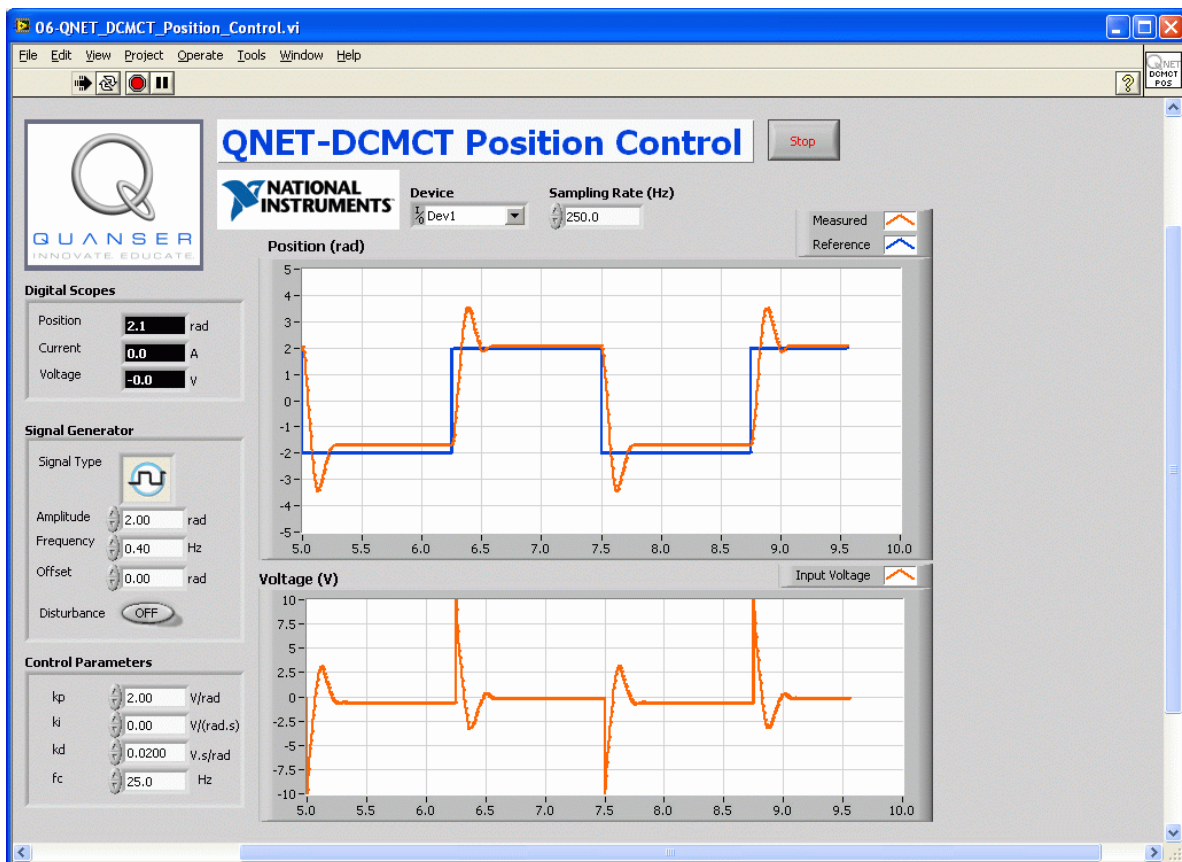 06-QNET_DCMCT_Position_Control.vi
File Edit View Project Operate Tools Window Help
QNET DCMCT POS
QUANSER
INNOVATE. EDUCATE.
QNET-DCMCT Position Control
Stop
NATIONAL INSTRUMENTS
Device
Dev1
Sampling Rate (Hz)
250.0
Measured
Reference
Digital Scopes
Position 2.1 rad
Current 0.0 A
Voltage -0.0 V
Signal Generator
Signal Type
Amplitude 2.00 rad
Frequency 0.40 Hz
Offset 0.00 rad
Disturbance OFF
Control Parameters
kp 2.00 V/rad
ki 0.00 V/(rad.s)
kd 0.0200 V.s/rad
fc 25.0 Hz
Position (rad)
5
4
3
2
1
0
-1
-2
-3
-4
-5
5.0 5.5 6.0 6.5 7.0 7.5 8.0 8.5 9.0 9.5 10.0
Voltage (V)
Input Voltage
10
7.5
5
2.5
0
-2.5
-5
-7.5
-10
5.0 5.5 6.0 6.5 7.0 7.5 8.0 8.5 9.0 9.5 10.0